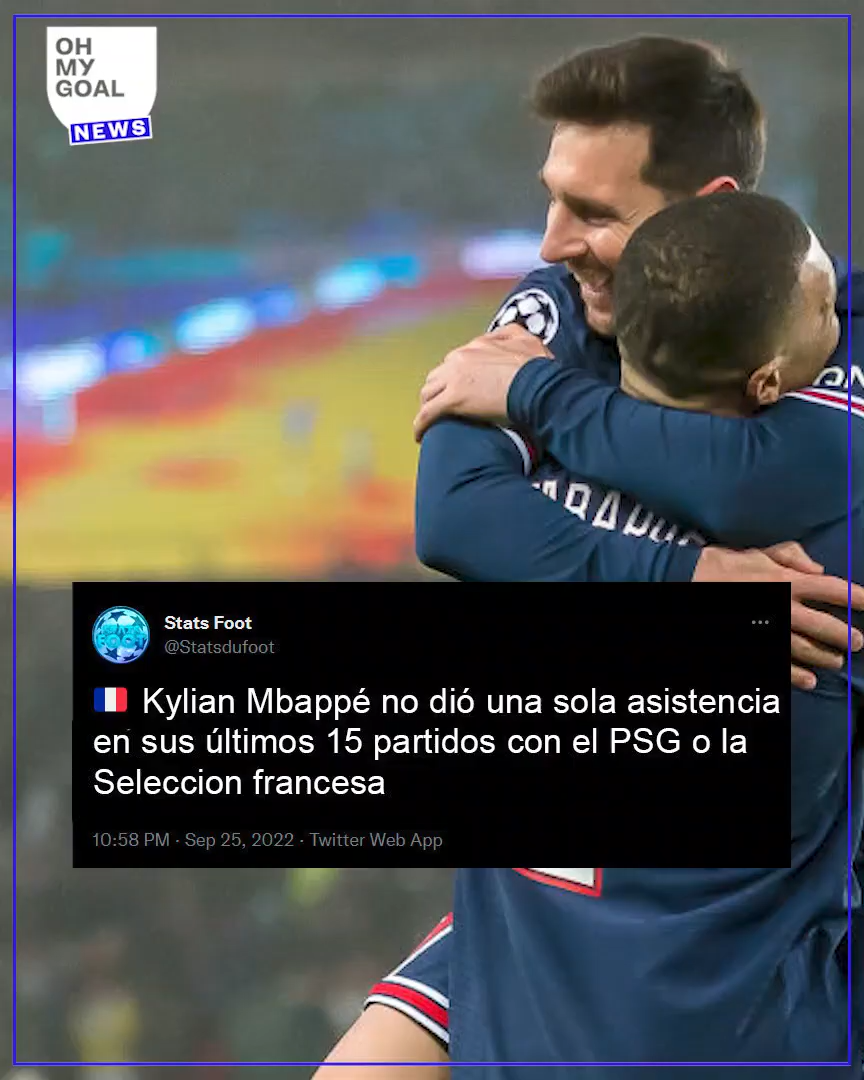 OH
MY
GOAL
NEWS
Stats Foot
@Statsdufoot
🇫🇷 Kylian Mbappé no dió una sola asistencia
en sus últimos 15 partidos con el PSG o la
Seleccion francesa
10:58 PM · Sep 25, 2022 · Twitter Web App